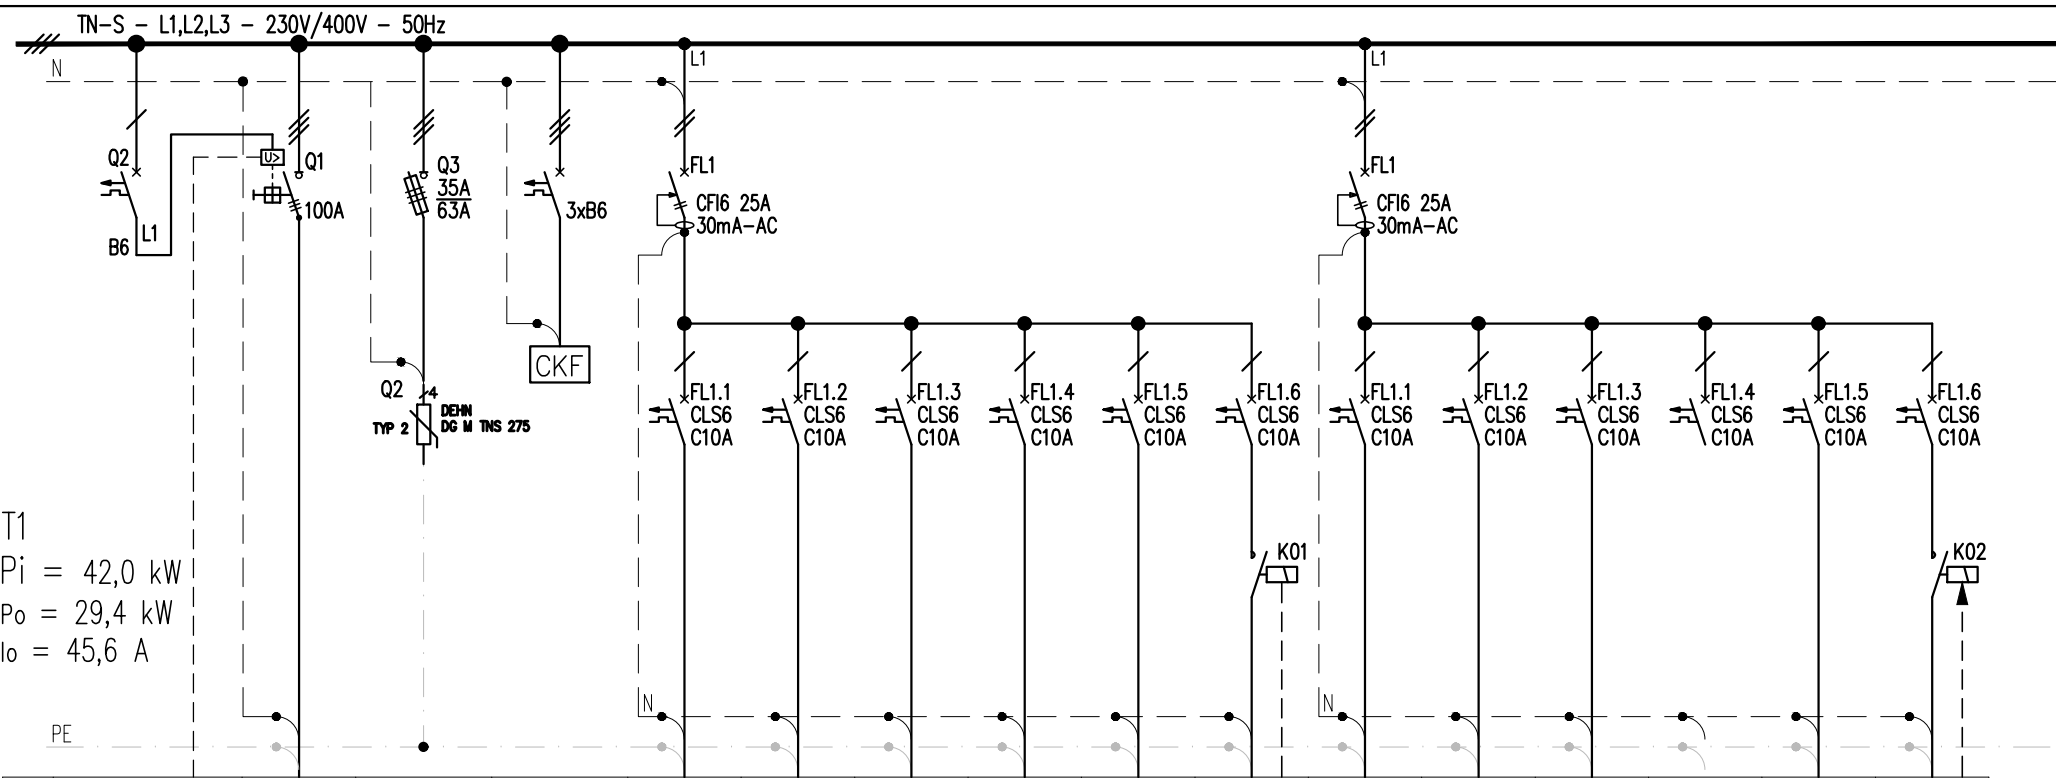 TN-S - L1,L2,L3 - 230V/400V - 50Hz
N
L1
L1
Q2
L1
B6
U>
Q1
100A
Q3
35A
63A
3xB6
CKF
Q2
4
TYP 2
DEHN
DG M TNS 275
FL1
CFI6 25A
30mA-AC
FL1
CFI6 25A
30mA-AC
FL1.1
CLS6
C10A
FL1.2
CLS6
C10A
FL1.3
CLS6
C10A
FL1.4
CLS6
C10A
FL1.5
CLS6
C10A
FL1.6
CLS6
C10A
FL1.1
CLS6
C10A
FL1.2
CLS6
C10A
FL1.3
CLS6
C10A
FL1.4
CLS6
C10A
FL1.5
CLS6
C10A
FL1.6
CLS6
C10A
K01
K02
T1
Pi = 42,0 kW
Po = 29,4 kW
Io = 45,6 A
N
N
PE